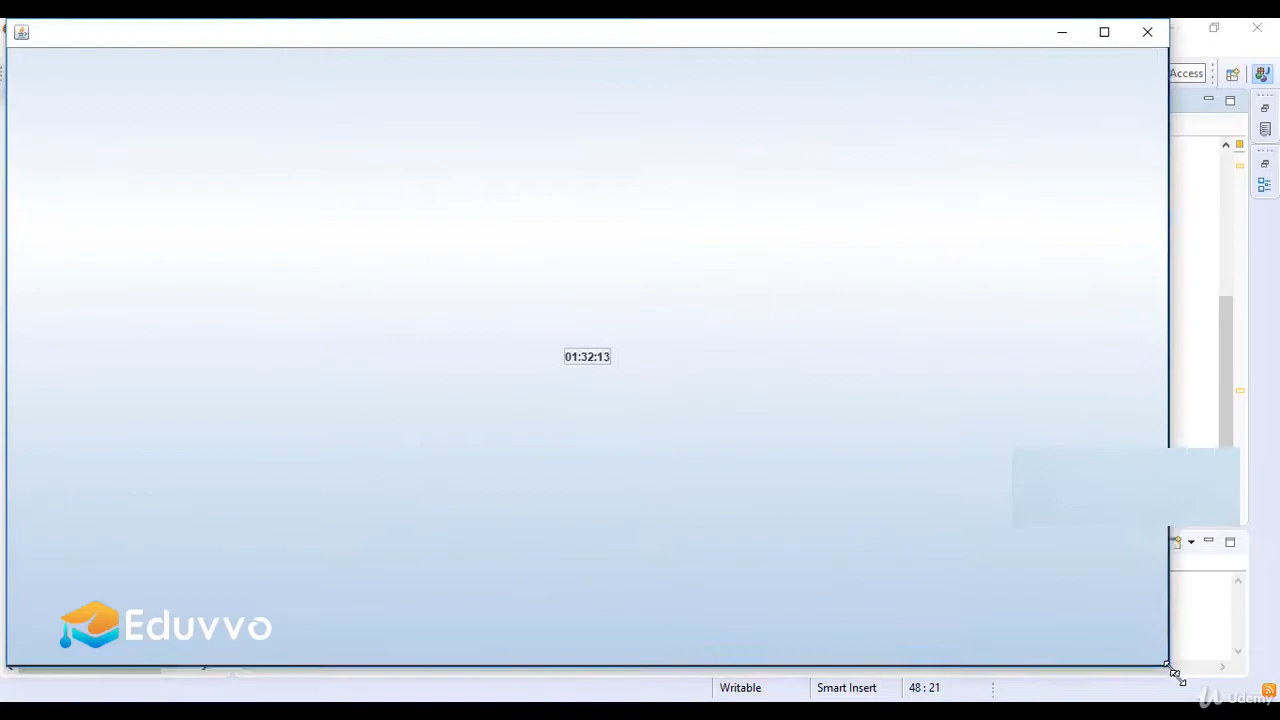 Access
01:32:13
Eduvvo
Writable
Smart Insert
48 : 21
Udemy